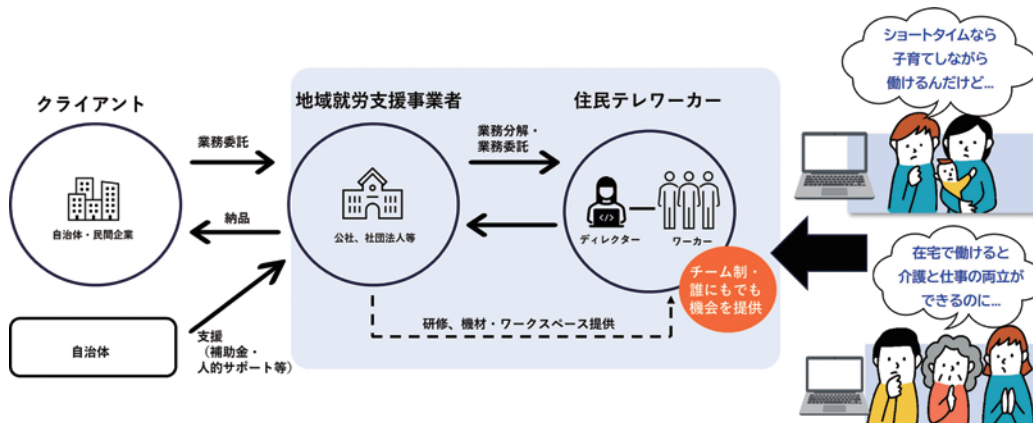 クライアント
自治体・民間企業
業務委託
納品
自治体
支援
（補助金・
人的サポート等）
地域就労支援事業者
公社、社団法人等
業務分解・
業務委託
研修、機材・ワークスペース提供
住民テレワーカー
ディレクター
ワーカー
チーム制・
誰にもでも
機会を提供
ショートタイムなら
子育てしながら
働けるんだけど...
在宅で働けると
介護と仕事の両立が
できるのに...